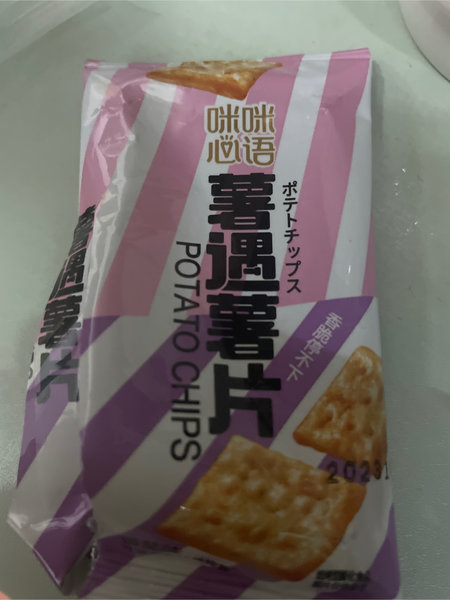 咪咪
心语
薯遇薯片
ポテトチップス
POTATO CHIPS
香脆停不下
20231
薯遇薯片